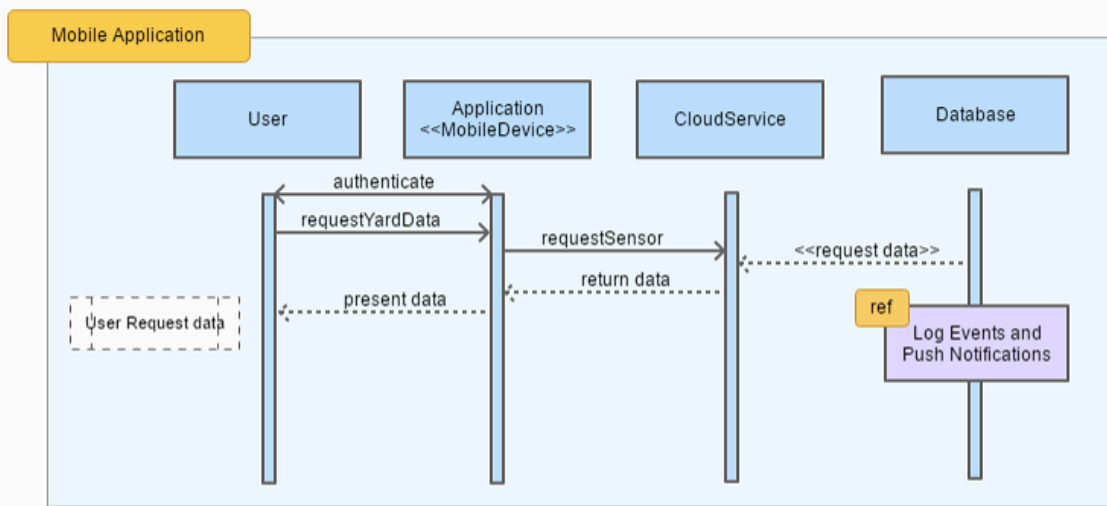 Mobile Application
User
Application
<<MobileDevice>>
CloudService
Database
authenticate
requestYardData
requestSensor
<<request data>>
return data
present data
User Request data
ref
Log Events and
Push Notifications